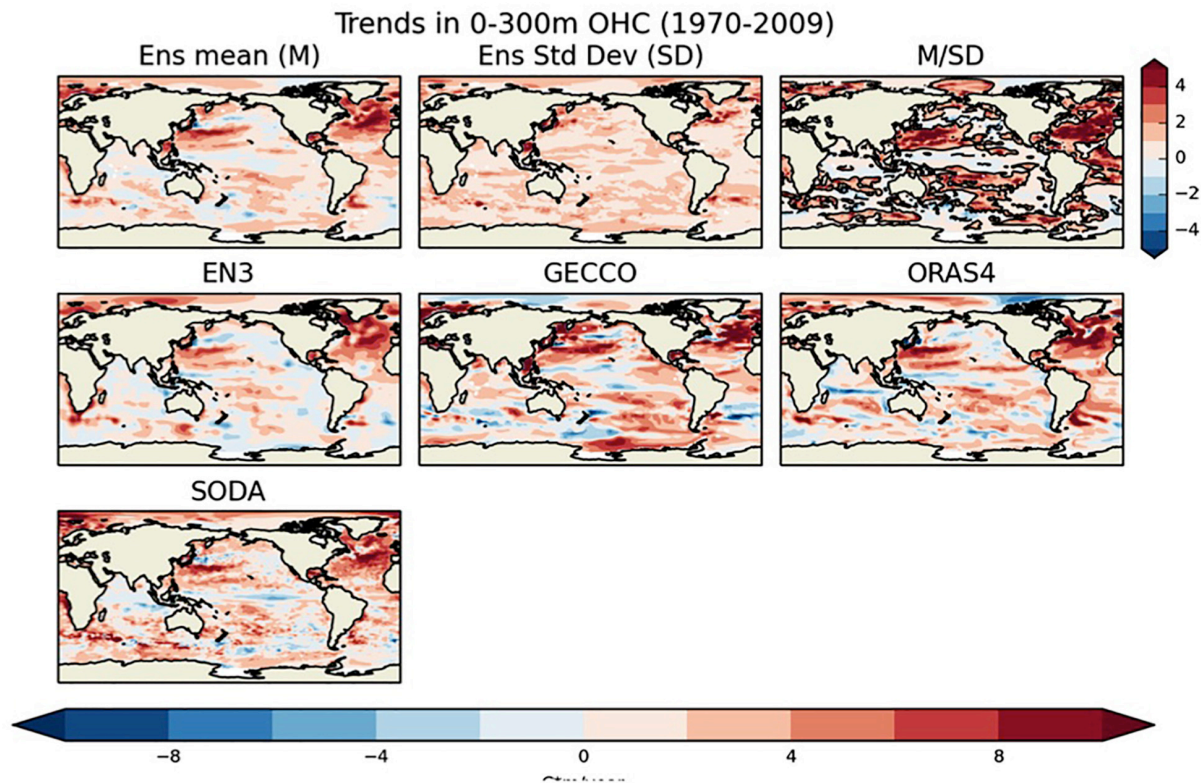 Trends in 0-300m OHC (1970-2009)
Ens mean (M) Ens Std Dev (SD) M/SD
4
2
0
−2
−4
EN3 GECCO ORAS4
SODA
−8 −4 0 4 8